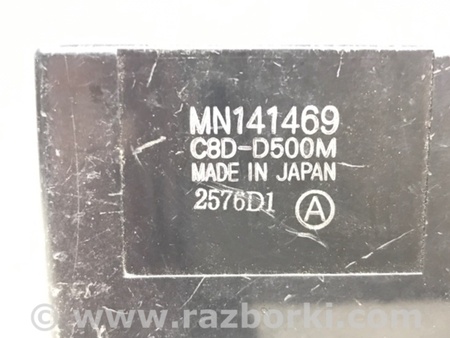 MN141469
C8D-D500M
MADE IN JAPAN
2576D1 A
© www.razborki.com